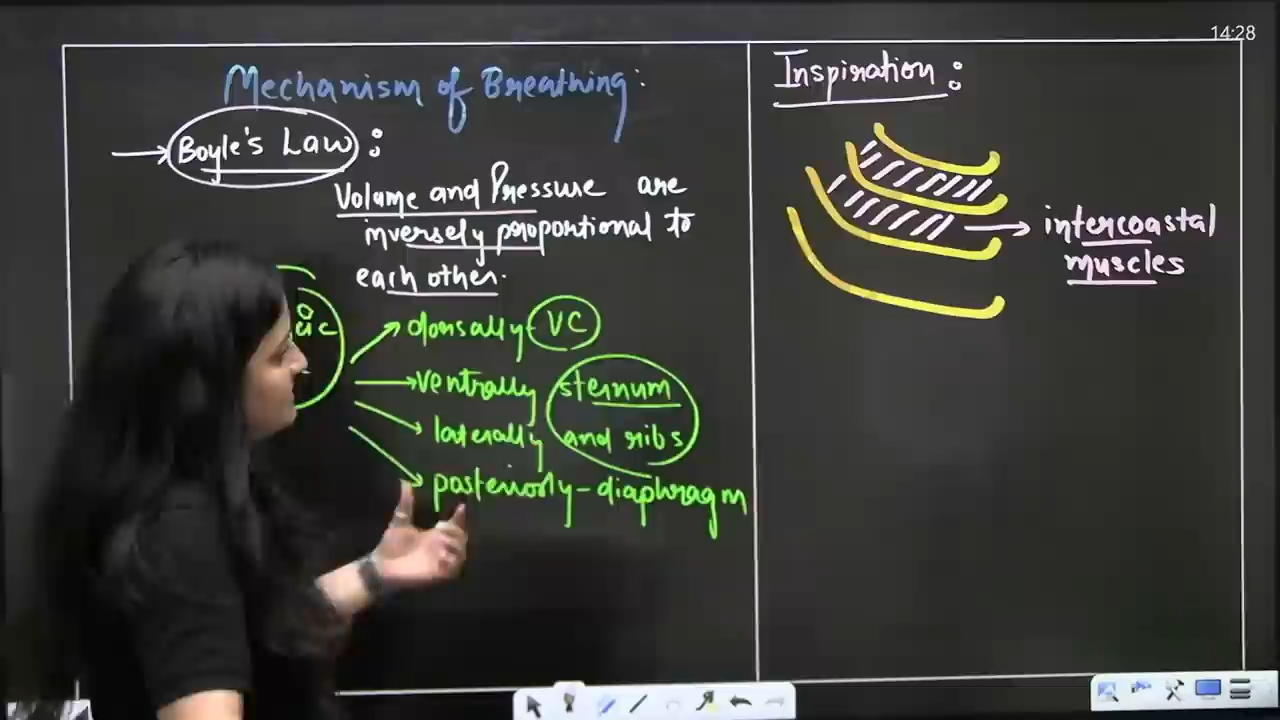 14:28
Mechanism of Breathing:
→ Boyle's Law :
Volume and Pressure are
inversely proportional to
each other.
dorsally - VC
ventrally sternum
laterally and ribs
posteriorly - diaphragm
Inspiration :
intercoastal
muscles